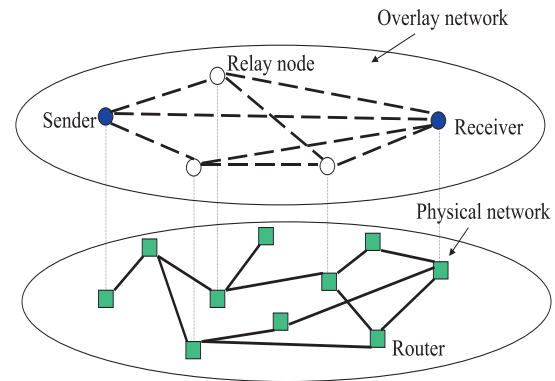 Overlay network
Relay node
Sender
Receiver
Physical network
Router